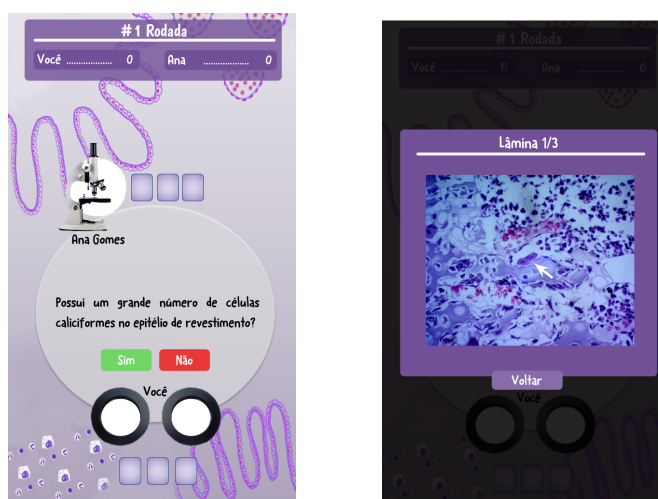 #1 Rodada
Você .................. 0 Ana .................. 0
Ana Gomes
Possui um grande número de células
caliciformes no epitélio de revestimento?
Sim Não
Você
#1 Rodada
Você .................. 0 Ana .................. 0
Lâmina 1/3
Voltar
Você